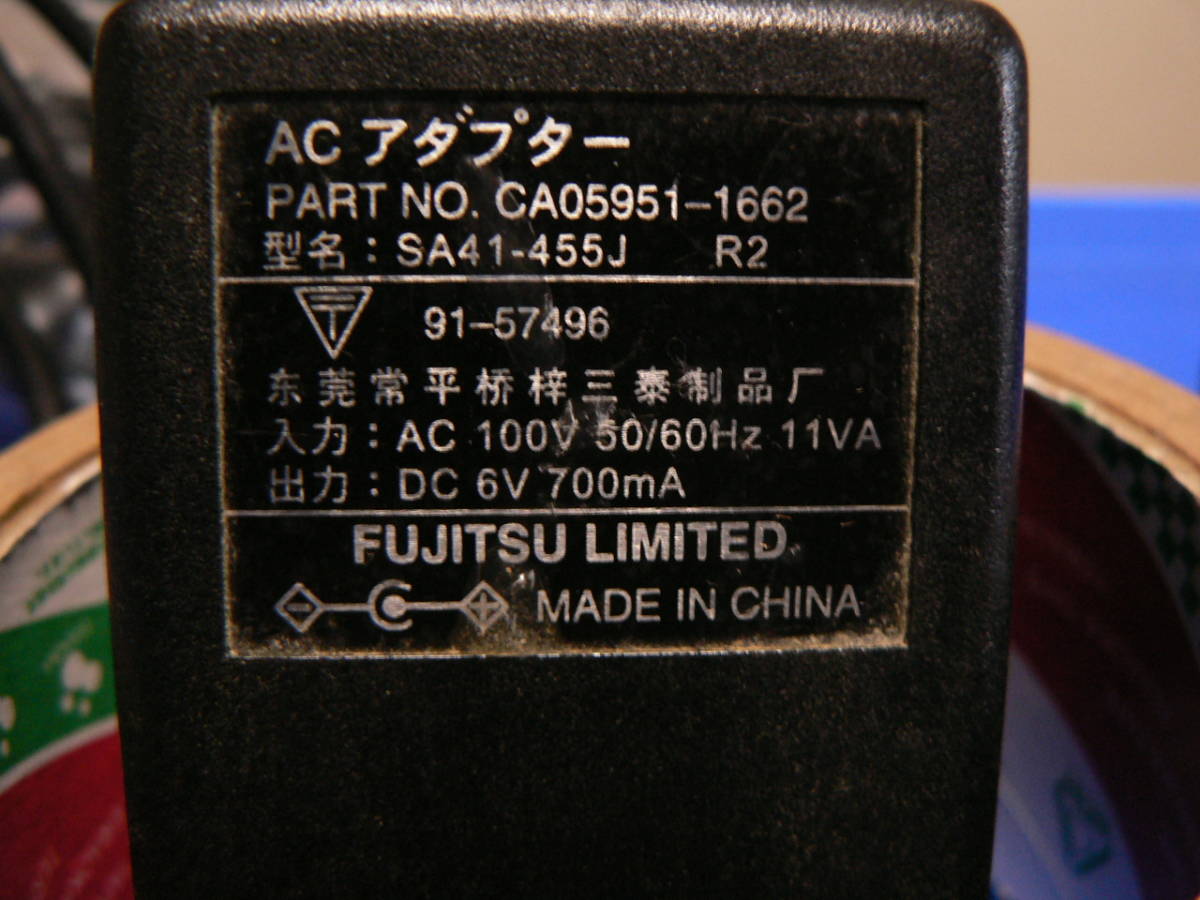 AC アダプター
PART NO. CA05951-1662
型名：SA41-455J R2
91-57496
东莞常平桥梓三泰制品厂
入力：AC 100V 50/60Hz 11VA
出力：DC 6V 700mA
FUJITSU LIMITED
MADE IN CHINA